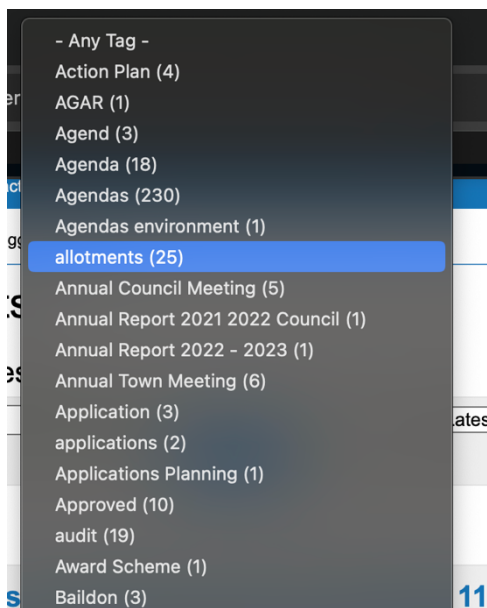 - Any Tag -
Action Plan (4)
AGAR (1)
Agend (3)
Agenda (18)
Agendas (230)
Agendas environment (1)
allotments (25)
Annual Council Meeting (5)
Annual Report 2021 2022 Council (1)
Annual Report 2022 - 2023 (1)
Annual Town Meeting (6)
Application (3)
applications (2)
Applications Planning (1)
Approved (10)
audit (19)
Award Scheme (1)
Baildon (3)
11